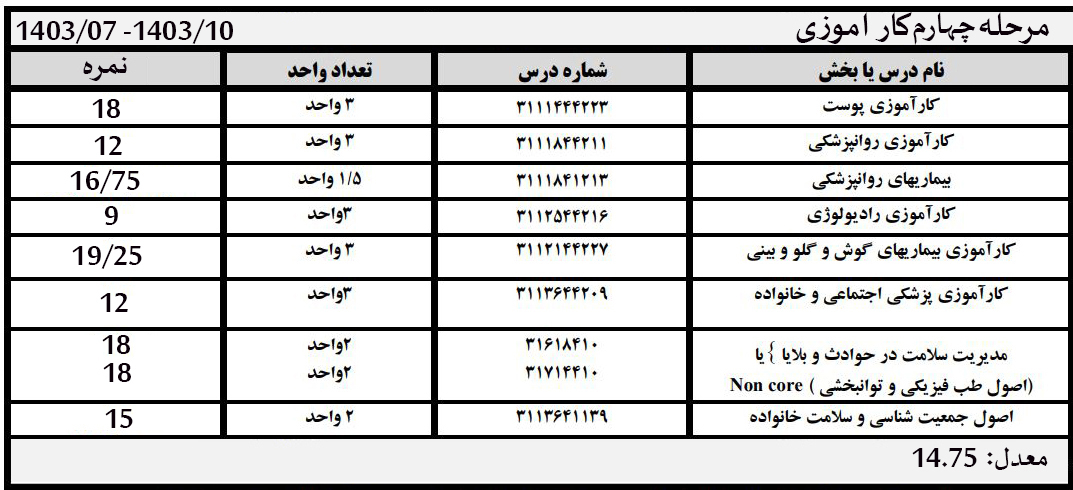 مرحله چهارم کار اموزی 1403/07 -1403/10
نام درس یا بخش شماره درس تعداد واحد نمره
کارآموزی پوست ۳۱۱۱۴۴۴۲۲۳ ۳ واحد 18
کارآموزی روانپزشکی ۳۱۱۱۸۴۴۲۱۱ ۳ واحد 12
بیماریهای روانپزشکی ۳۱۱۱۸۴۱۲۱۳ ۱/۵ واحد 16/75
کارآموزی رادیولوژی ۳۱۱۲۵۴۴۲۱۶ ۳واحد 9
کارآموزی بیماریهای گوش و گلو و بینی ۳۱۱۲۱۴۴۲۲۷ ۳ واحد 19/25
کارآموزی پزشکی اجتماعی و خانواده ۳۱۱۳۶۴۴۲۰۹ ۳واحد 12
مدیریت سلامت در حوادث و بلایا } یا ۳۱۶۱۸۴۱۰ ۲واحد 18
(اصول طب فیزیکی و توانبخشی ) Non core ۳۱۷۱۴۴۱۰ ۲واحد 18
اصول جمعیت شناسی و سلامت خانواده ۳۱۱۳۶۴۱۱۳۹ ۲ واحد 15
معدل: 14.75